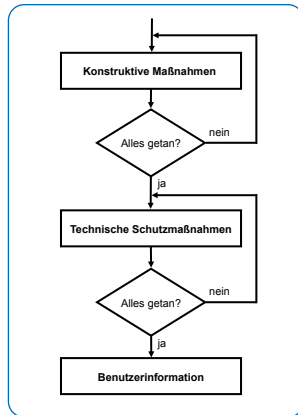 Konstruktive Maßnahmen
Alles getan?
nein
ja
Technische Schutzmaßnahmen
Alles getan?
nein
ja
Benutzerinformation